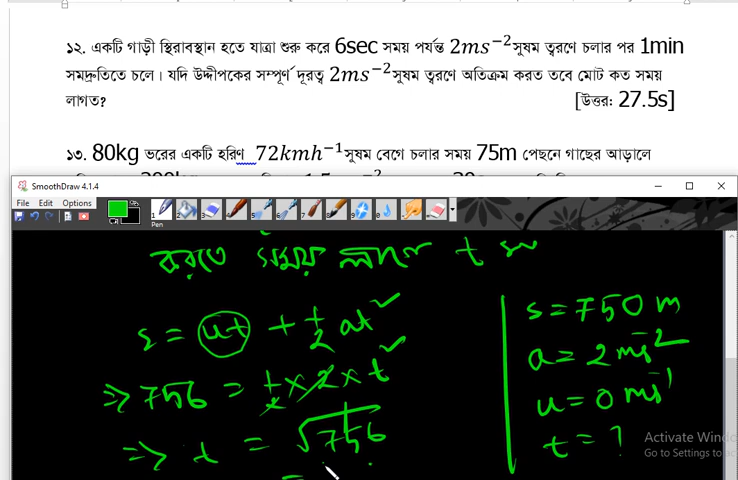 ১২. একটি গাড়ী স্থিরাবস্থান হতে যাত্রা শুরু করে 6sec সময় পর্যন্ত 2ms⁻² সুষম ত্বরণে চলার পর 1min
সমদ্রুতিতে চলে। যদি উদ্দীপকের সম্পূর্ণ দূরত্ব 2ms⁻² সুষম ত্বরণে অতিক্রম করত তবে মোট কত সময়
লাগত? [উত্তর: 27.5s]
১৩. 80kg ভরের একটি হরিণ 72kmh⁻¹ সুষম বেগে চলার সময় 75m পেছনে গাছের আড়ালে
SmoothDraw 4.1.4
File Edit Options
Pen
করতে সময় লাগে t
s = ut + ½ at²
⇒ 756 = ½ × 2 × t²
⇒ t = √756
=
s = 750 m
a = 2 ms⁻²
u = 0 ms⁻¹
t = ?
Activate Windo
Go to Settings to